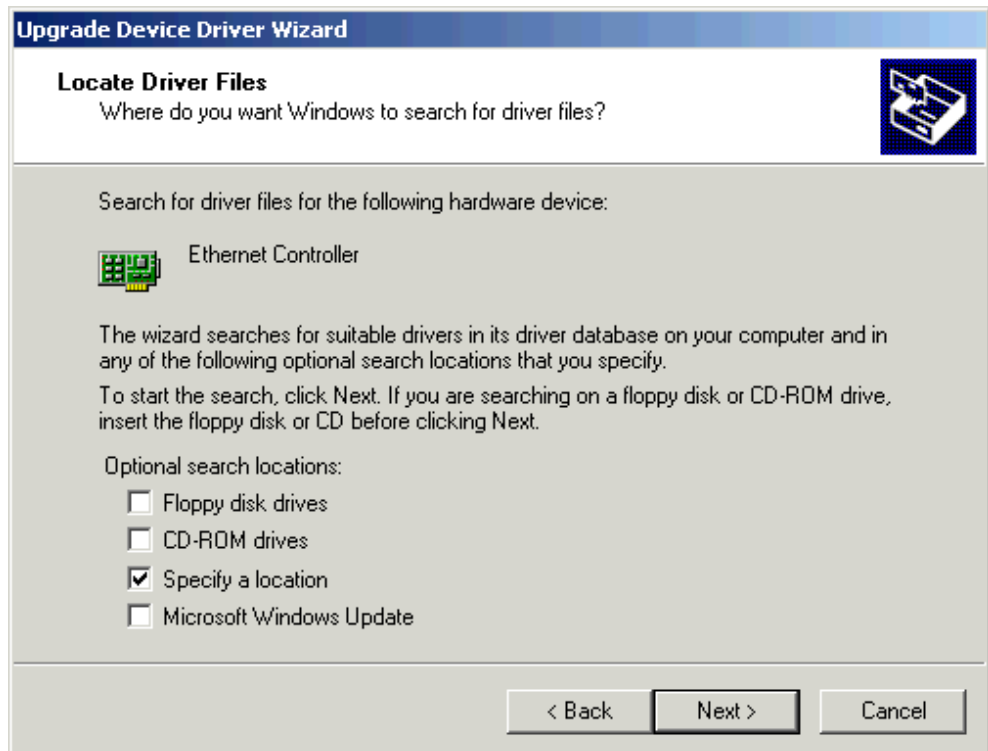 Upgrade Device Driver Wizard
Locate Driver Files
Where do you want Windows to search for driver files?
Search for driver files for the following hardware device:
Ethernet Controller
The wizard searches for suitable drivers in its driver database on your computer and in
any of the following optional search locations that you specify.
To start the search, click Next. If you are searching on a floppy disk or CD-ROM drive,
insert the floppy disk or CD before clicking Next.
Optional search locations:
Floppy disk drives
CD-ROM drives
Specify a location
Microsoft Windows Update
< Back Next > Cancel